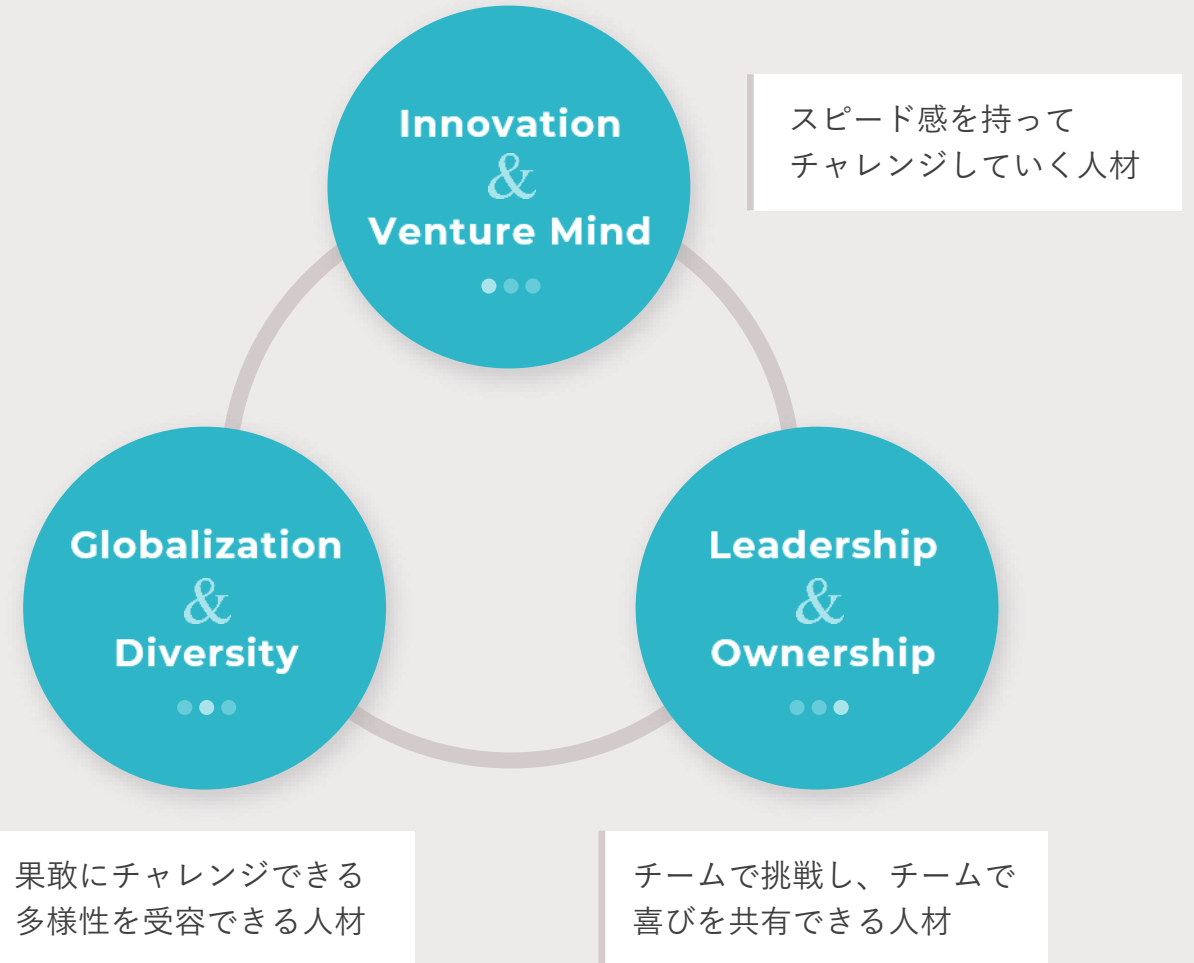 Innovation
&
Venture Mind
スピード感を持って
チャレンジしていく人材
Globalization
&
Diversity
果敢にチャレンジできる
多様性を受容できる人材
Leadership
&
Ownership
チームで挑戦し、チームで
喜びを共有できる人材